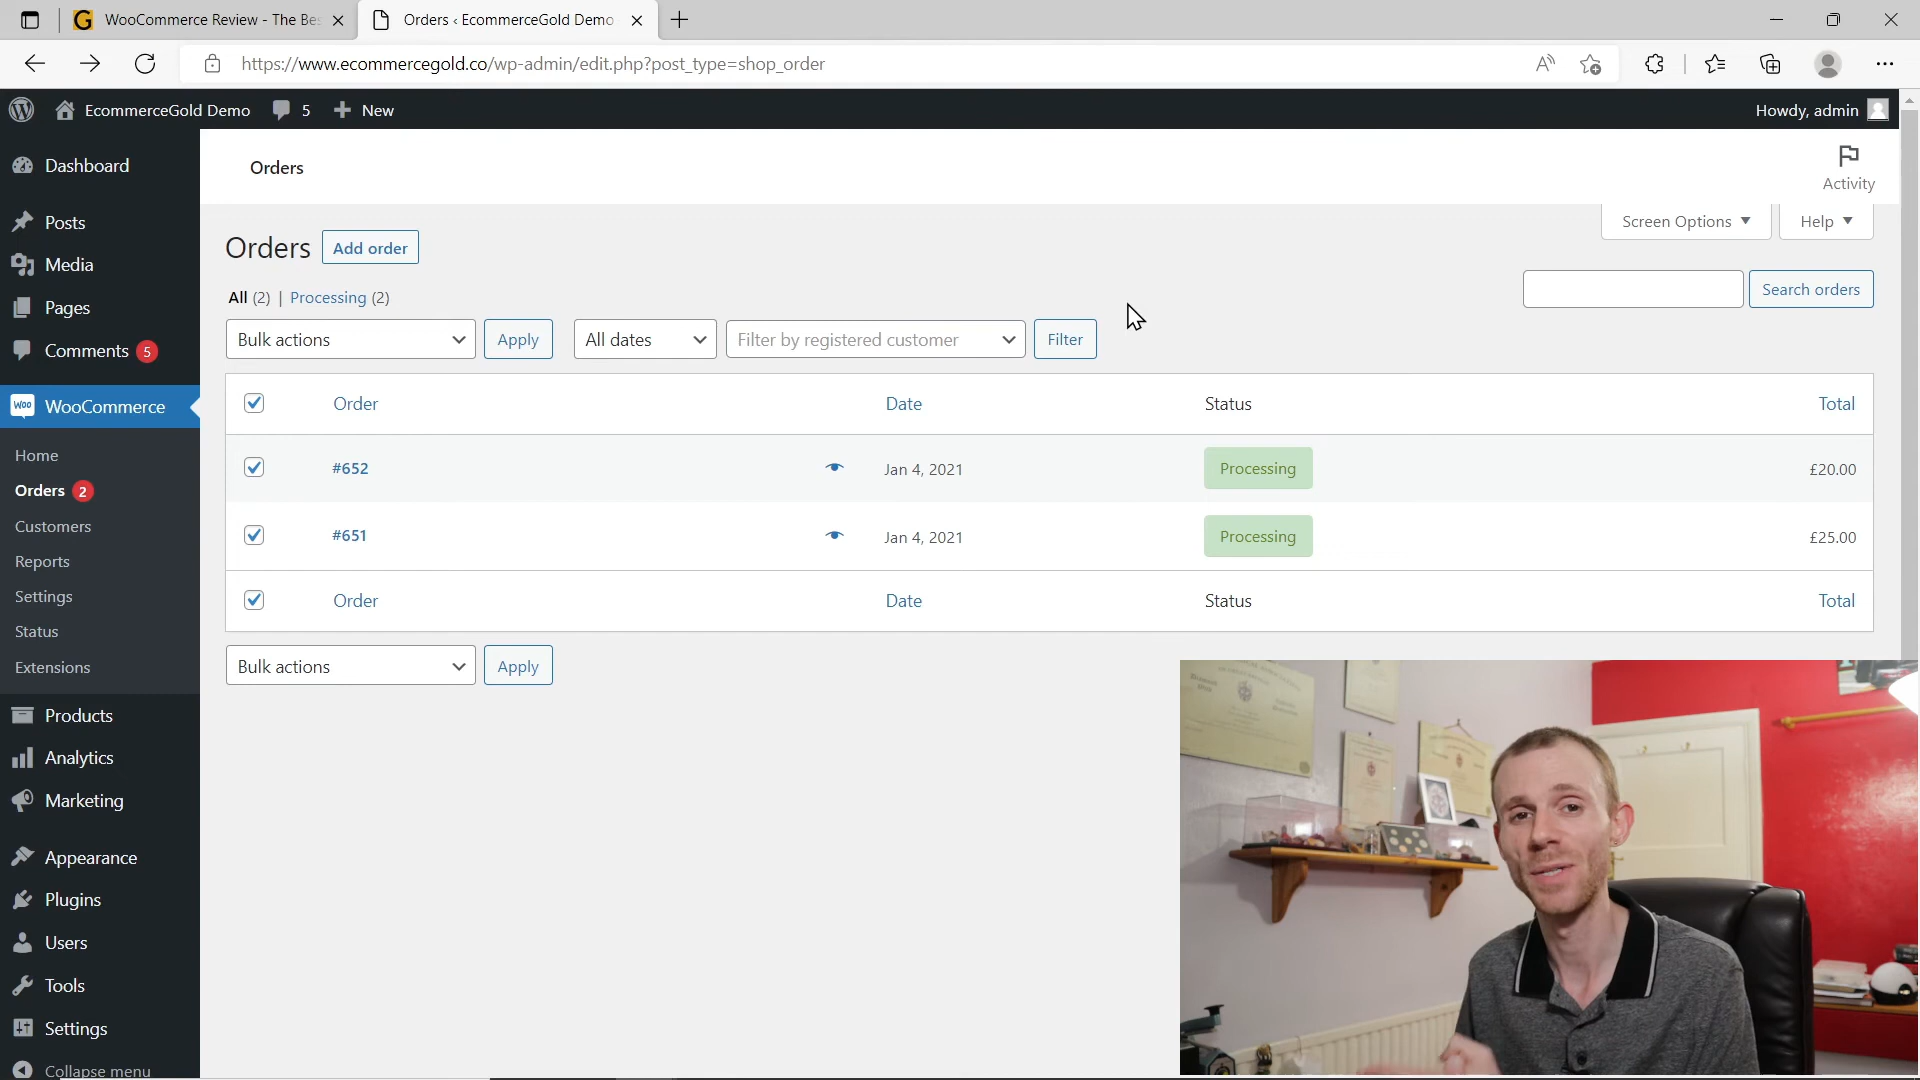 WooCommerce Review - The Bes
Orders ‹ EcommerceGold Demo
https://www.ecommercegold.co/wp-admin/edit.php?post_type=shop_order
EcommerceGold Demo 5 New
Howdy, admin
Dashboard
Posts
Media
Pages
Comments 5
Woo WooCommerce
Home
Orders 2
Customers
Reports
Settings
Status
Extensions
Products
Analytics
Marketing
Appearance
Plugins
Users
Tools
Settings
Collapse menu
Orders
Activity
Screen Options
Help
Orders Add order
All (2) | Processing (2)
Search orders
Bulk actions Apply All dates Filter by registered customer Filter
Order Date Status Total
#652 Jan 4, 2021 Processing £20.00
#651 Jan 4, 2021 Processing £25.00
Order Date Status Total
Bulk actions Apply